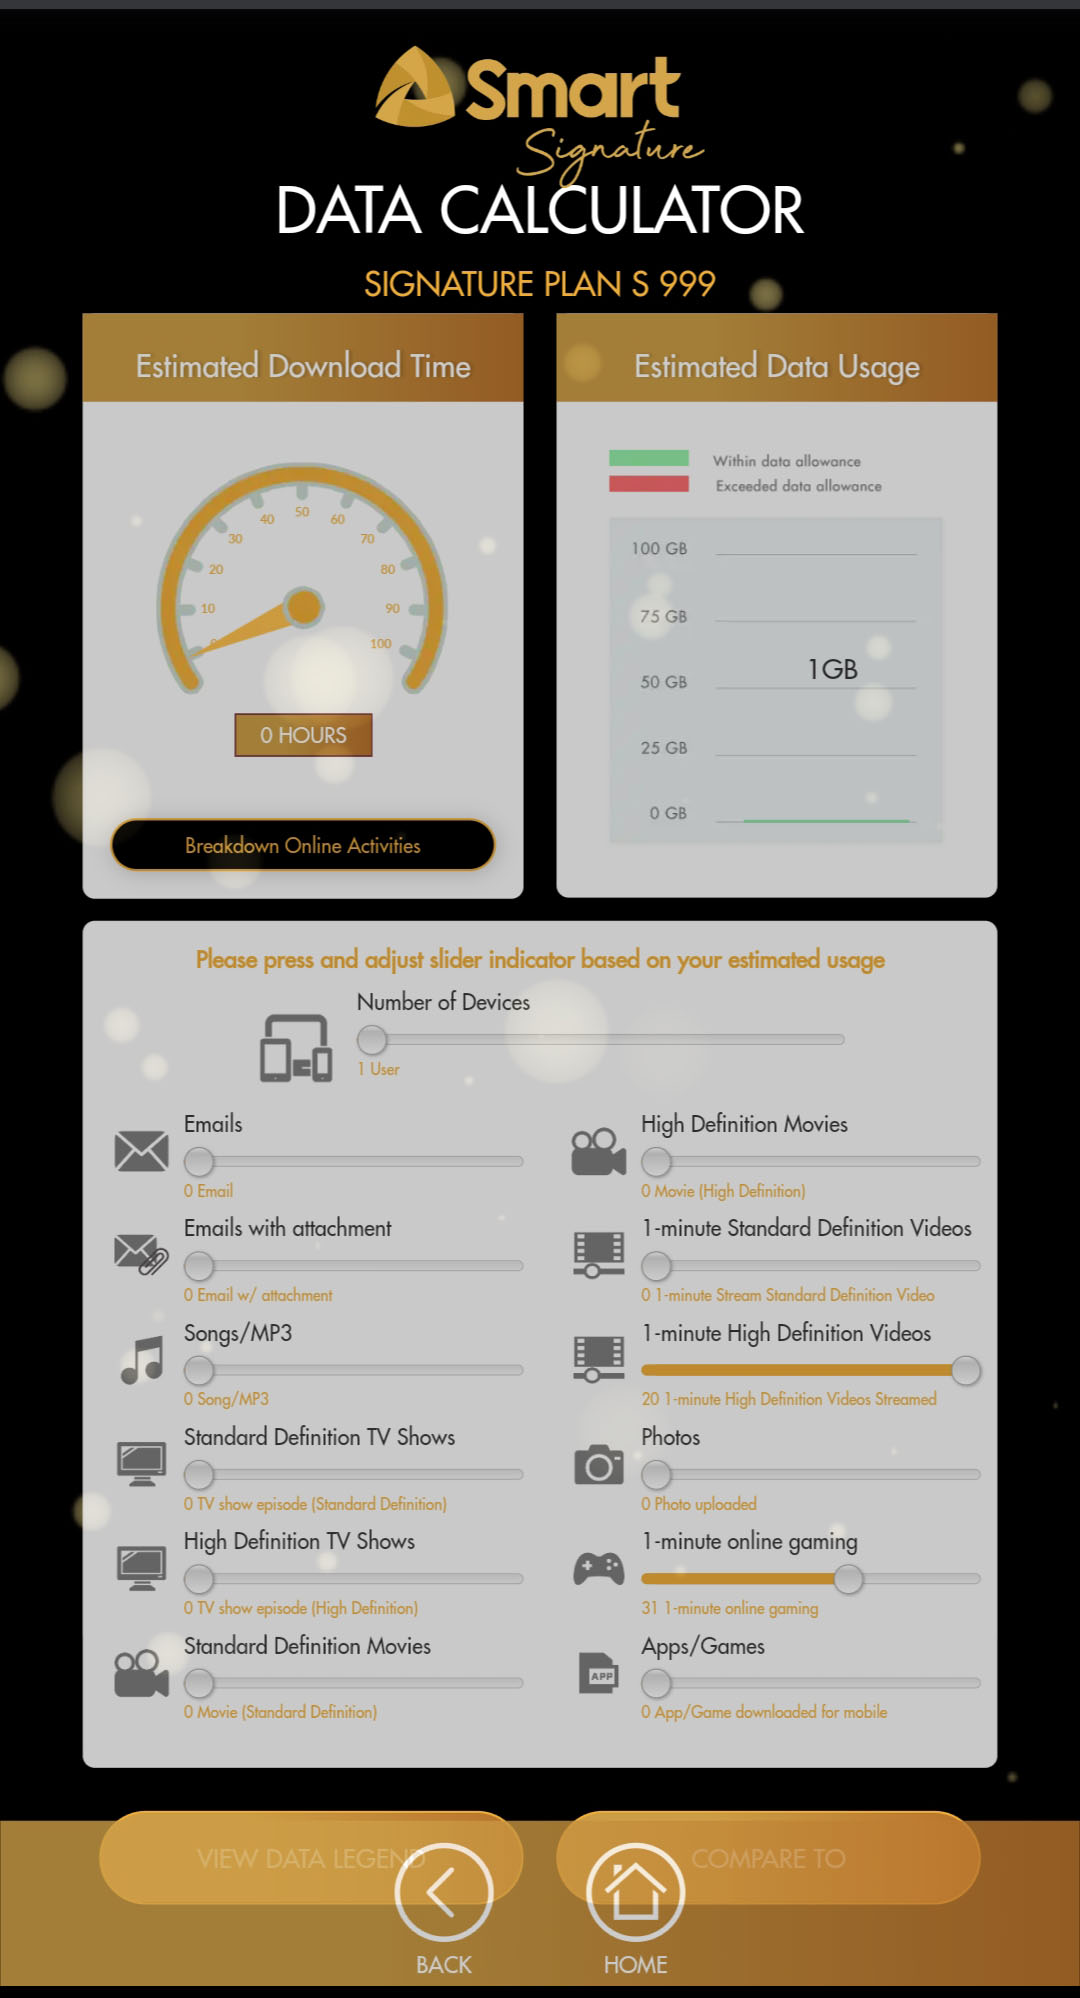 Smart
Signature
DATA CALCULATOR
SIGNATURE PLAN S 999
Estimated Download Time
50
40
60
30
70
20
80
10
90
0
100
0 HOURS
Breakdown Online Activities
Estimated Data Usage
Within data allowance
Exceeded data allowance
100 GB
75 GB
1GB
50 GB
25 GB
0 GB
Please press and adjust slider indicator based on your estimated usage
Number of Devices
1 User
Emails
0 Email
Emails with attachment
0 Email w/ attachment
Songs/MP3
0 Song/MP3
Standard Definition TV Shows
0 TV show episode (Standard Definition)
High Definition TV Shows
0 TV show episode (High Definition)
Standard Definition Movies
0 Movie (Standard Definition)
High Definition Movies
0 Movie (High Definition)
1-minute Standard Definition Videos
0 1-minute Stream Standard Definition Video
1-minute High Definition Videos
20 1-minute High Definition Videos Streamed
Photos
0 Photo uploaded
1-minute online gaming
31 1-minute online gaming
APP
Apps/Games
0 App/Game downloaded for mobile
VIEW DATA LEGEND
COMPARE TO
BACK
HOME